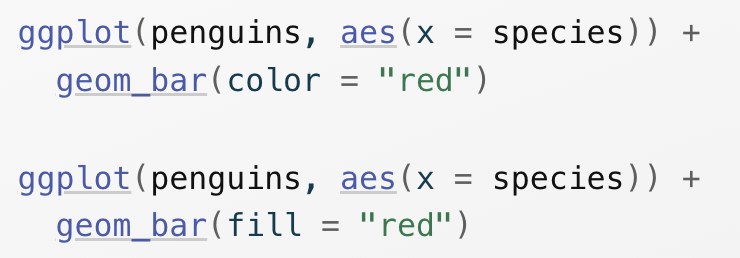 ggplot(penguins, aes(x = species)) +
  geom_bar(color = "red")

ggplot(penguins, aes(x = species)) +
  geom_bar(fill = "red")